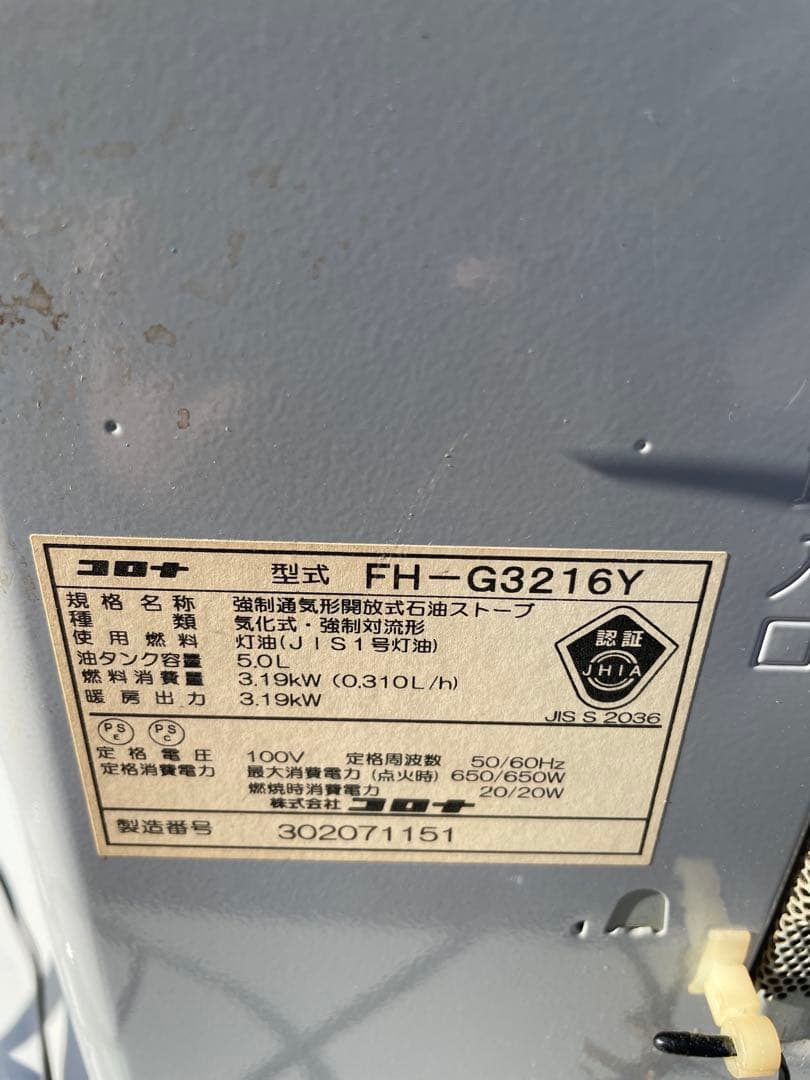 コロナ 型式 FH-G3216Y
規格名称 強制通気形開放式石油ストーブ
種類 気化式・強制対流形
使用燃料 灯油(JIS1号灯油)
油タンク容量 5.0L
燃料消費量 3.19kW (0.310L/h)
暖房出力 3.19kW
認証
JHIA
JIS S 2036
PS E PS C
定格電圧 100V 定格周波数 50/60Hz
定格消費電力 最大消費電力(点火時) 650/650W
燃焼時消費電力 20/20W
株式会社 コロナ
製造番号 302071151
入口